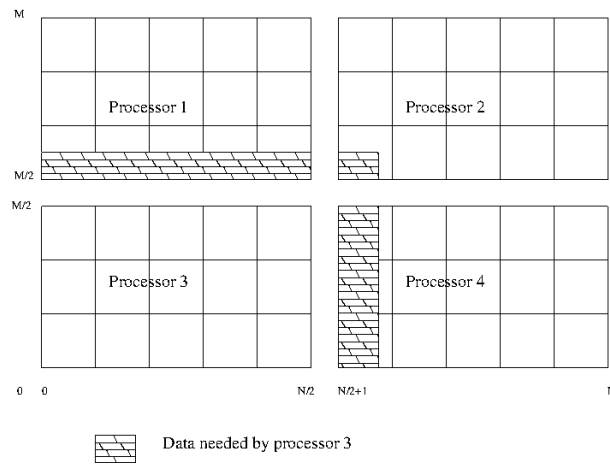 M
Processor 1
Processor 2
M/2
M/2
Processor 3
Processor 4
0 0 N/2 N/2+1 N
Data needed by processor 3